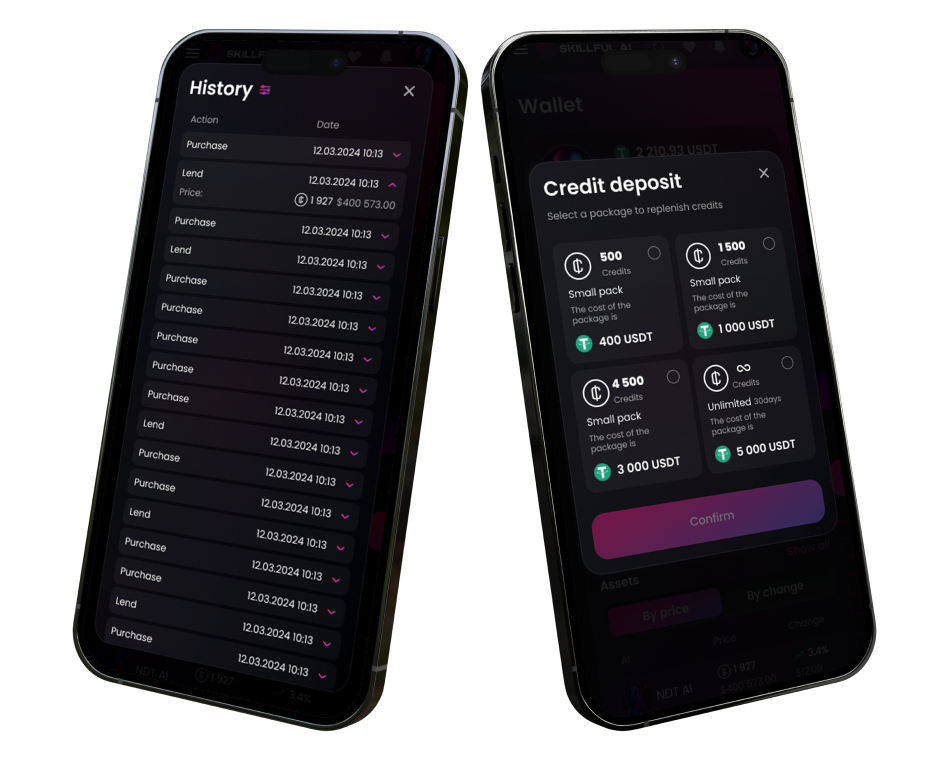 SKILLF
History
Action
Date
Purchase
12.03.2024 10:13
Lend
12.03.2024 10:13
Price:
1 927 $400 573.00
Purchase
12.03.2024 10:13
Lend
12.03.2024 10:13
Purchase
12.03.2024 10:13
Purchase
12.03.2024 10:13
Purchase
12.03.2024 10:13
Purchase
12.03.2024 10:13
Purchase
12.03.2024 10:13
Lend
12.03.2024 10:13
Purchase
12.03.2024 10:13
Purchase
12.03.2024 10:13
Lend
12.03.2024 10:13
Purchase
12.03.2024 10:13
Purchase
12.03.2024 10:13
Lend
12.03.2024 10:13
Purchase
12.03.2024 10:13
NDT AI
1 927
3,4%
SKILLFUL AI
Wallet
2 210.93 USDT
Credit deposit
Select a package to replenish credits
500
Credits
Small pack
The cost of the
package is
400 USDT
1 500
Credits
Small pack
The cost of the
package is
1 000 USDT
4 500
Credits
Small pack
The cost of the
package is
3 000 USDT
∞
Credits
Unlimited 30days
The cost of the
package is
5 000 USDT
Confirm
Show all
Assets
By price
By change
AI
Price
Change
NDT AI
1 927
$400 573,00
3,4%